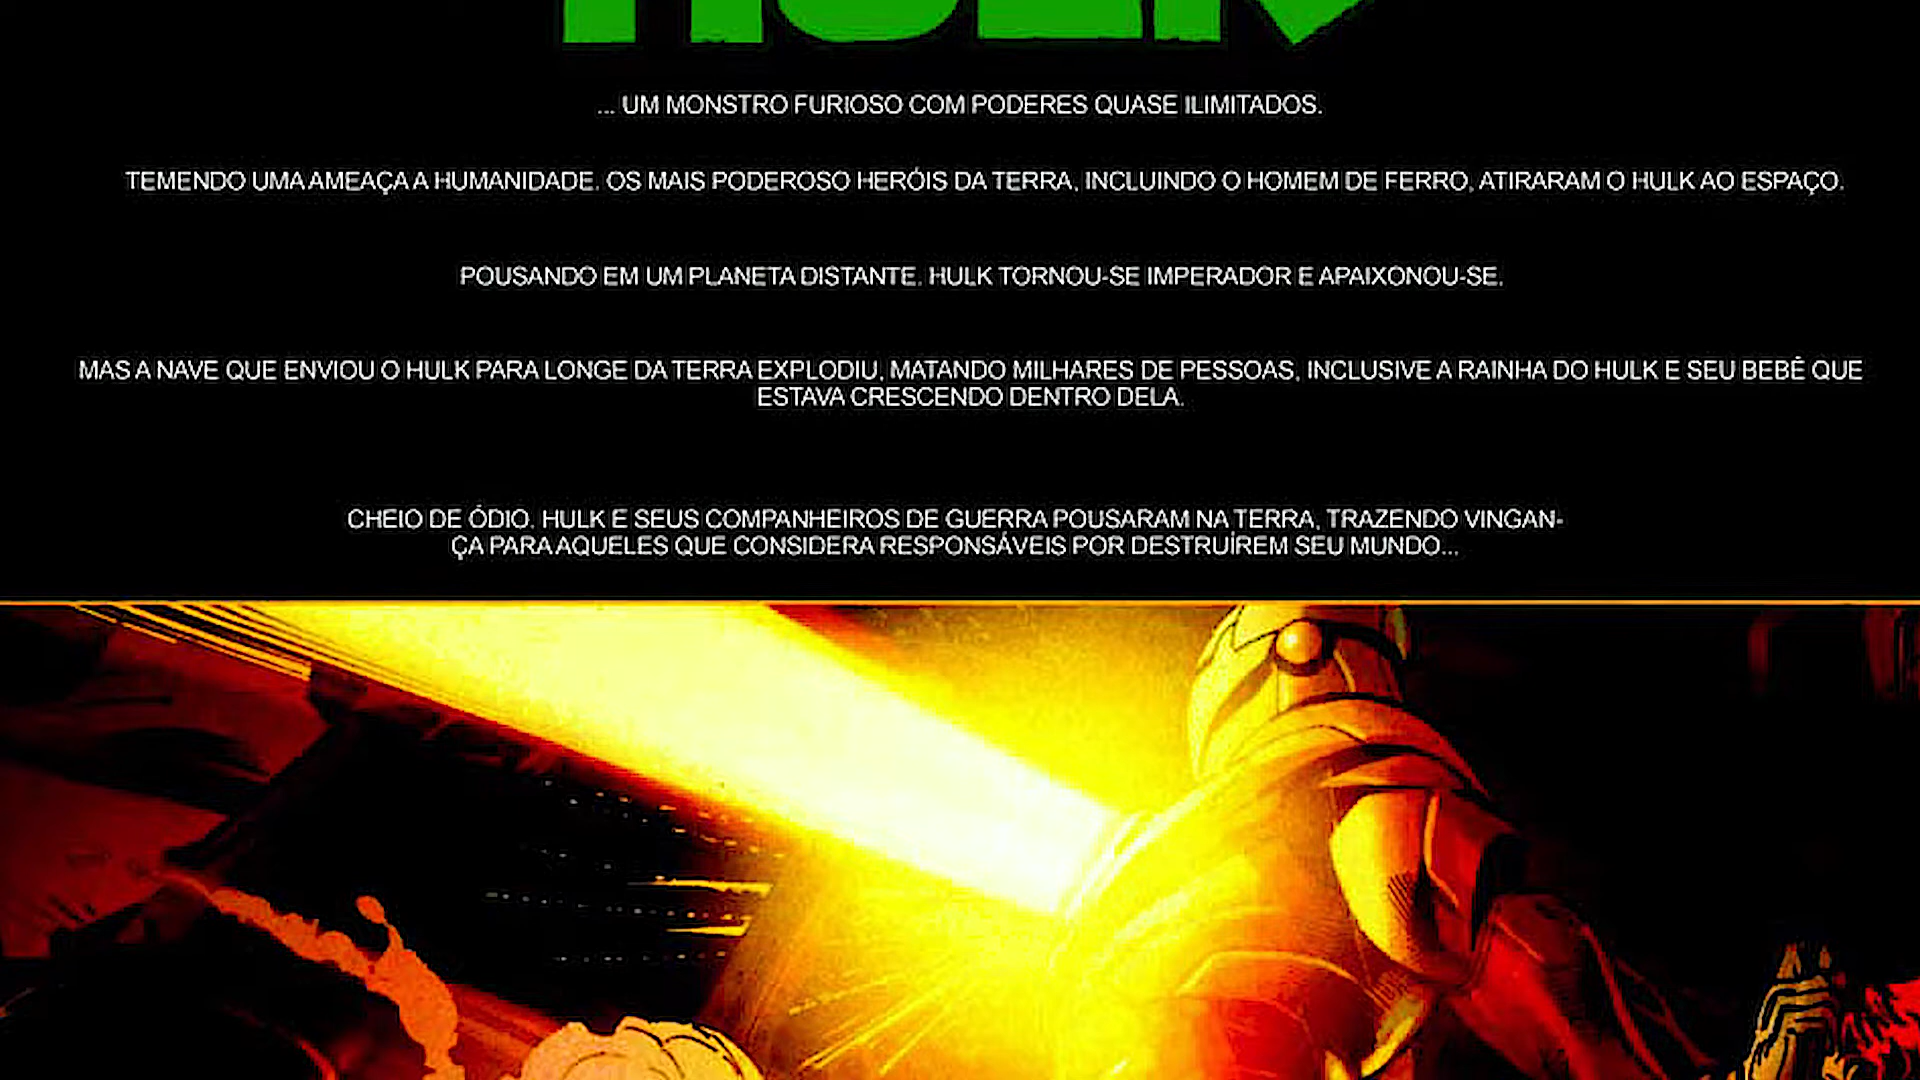 HULK
... UM MONSTRO FURIOSO COM PODERES QUASE ILIMITADOS.
TEMENDO UMA AMEAÇA A HUMANIDADE. OS MAIS PODEROSO HERÓIS DA TERRA, INCLUINDO O HOMEM DE FERRO, ATIRARAM O HULK AO ESPAÇO.
POUSANDO EM UM PLANETA DISTANTE. HULK TORNOU-SE IMPERADOR E APAIXONOU-SE.
MAS A NAVE QUE ENVIOU O HULK PARA LONGE DA TERRA EXPLODIU, MATANDO MILHARES DE PESSOAS, INCLUSIVE A RAINHA DO HULK E SEU BEBÊ QUE
ESTAVA CRESCENDO DENTRO DELA.
CHEIO DE ÓDIO. HULK E SEUS COMPANHEIROS DE GUERRA POUSARAM NA TERRA, TRAZENDO VINGAN-
ÇA PARA AQUELES QUE CONSIDERA RESPONSÁVEIS POR DESTRUÍREM SEU MUNDO...